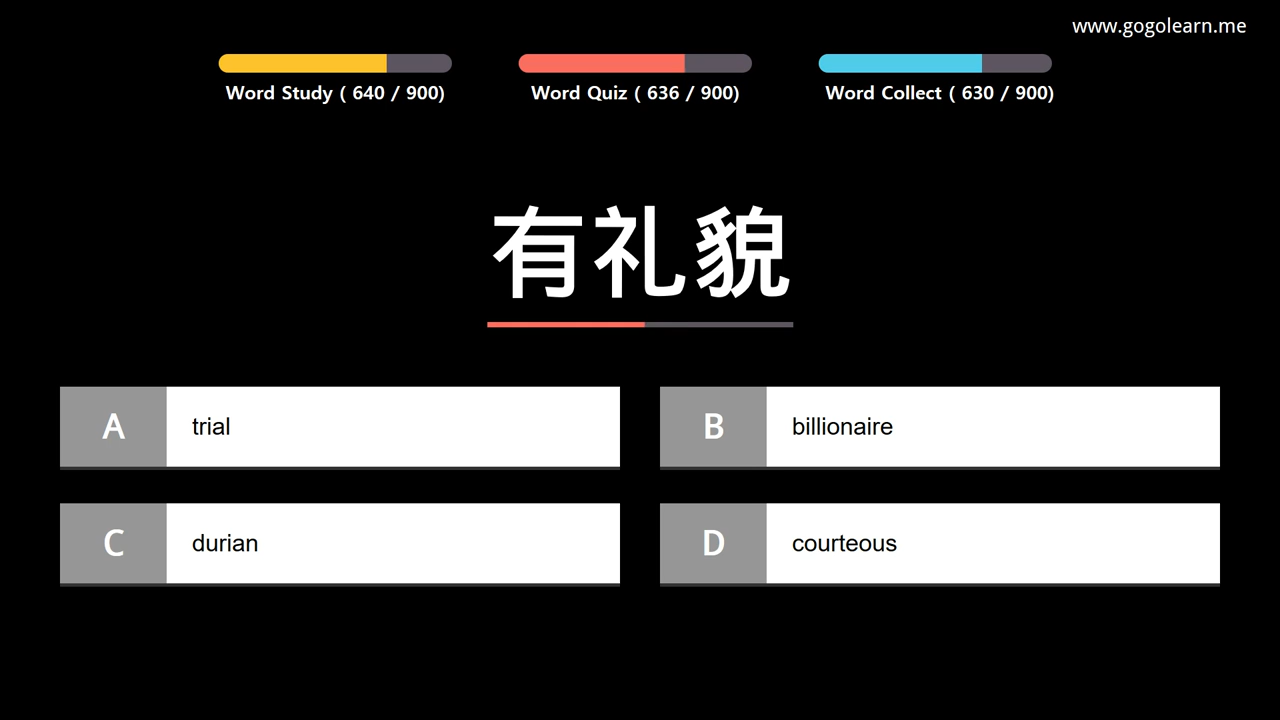 www.gogolearn.me
Word Study ( 640 / 900)
Word Quiz ( 636 / 900)
Word Collect ( 630 / 900)
有礼貌
A trial
B billionaire
C durian
D courteous